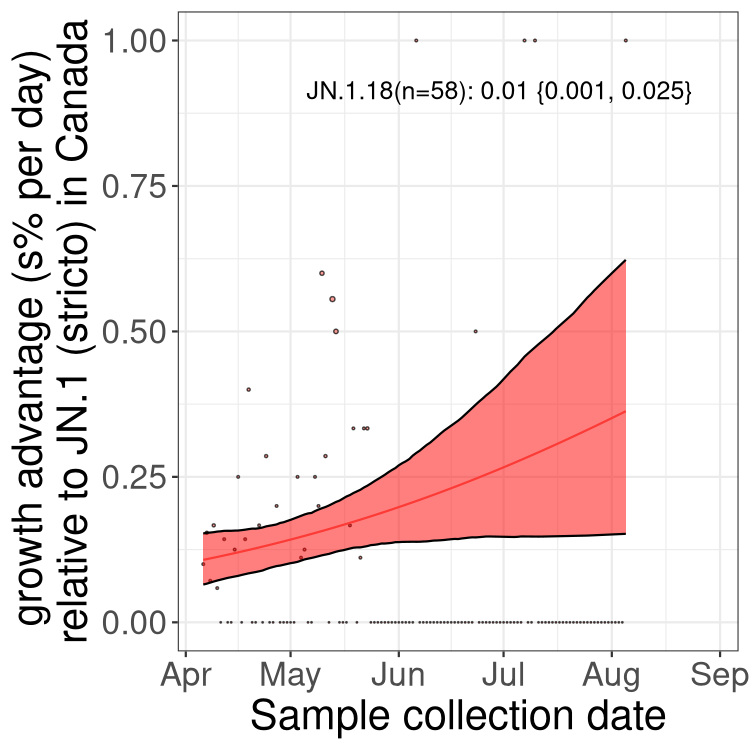 growth advantage (s% per day)
relative to JN.1 (stricto) in Canada
1.00
0.75
0.50
0.25
0.00
JN.1.18(n=58): 0.01 {0.001, 0.025}
Apr May Jun Jul Aug Sep
Sample collection date